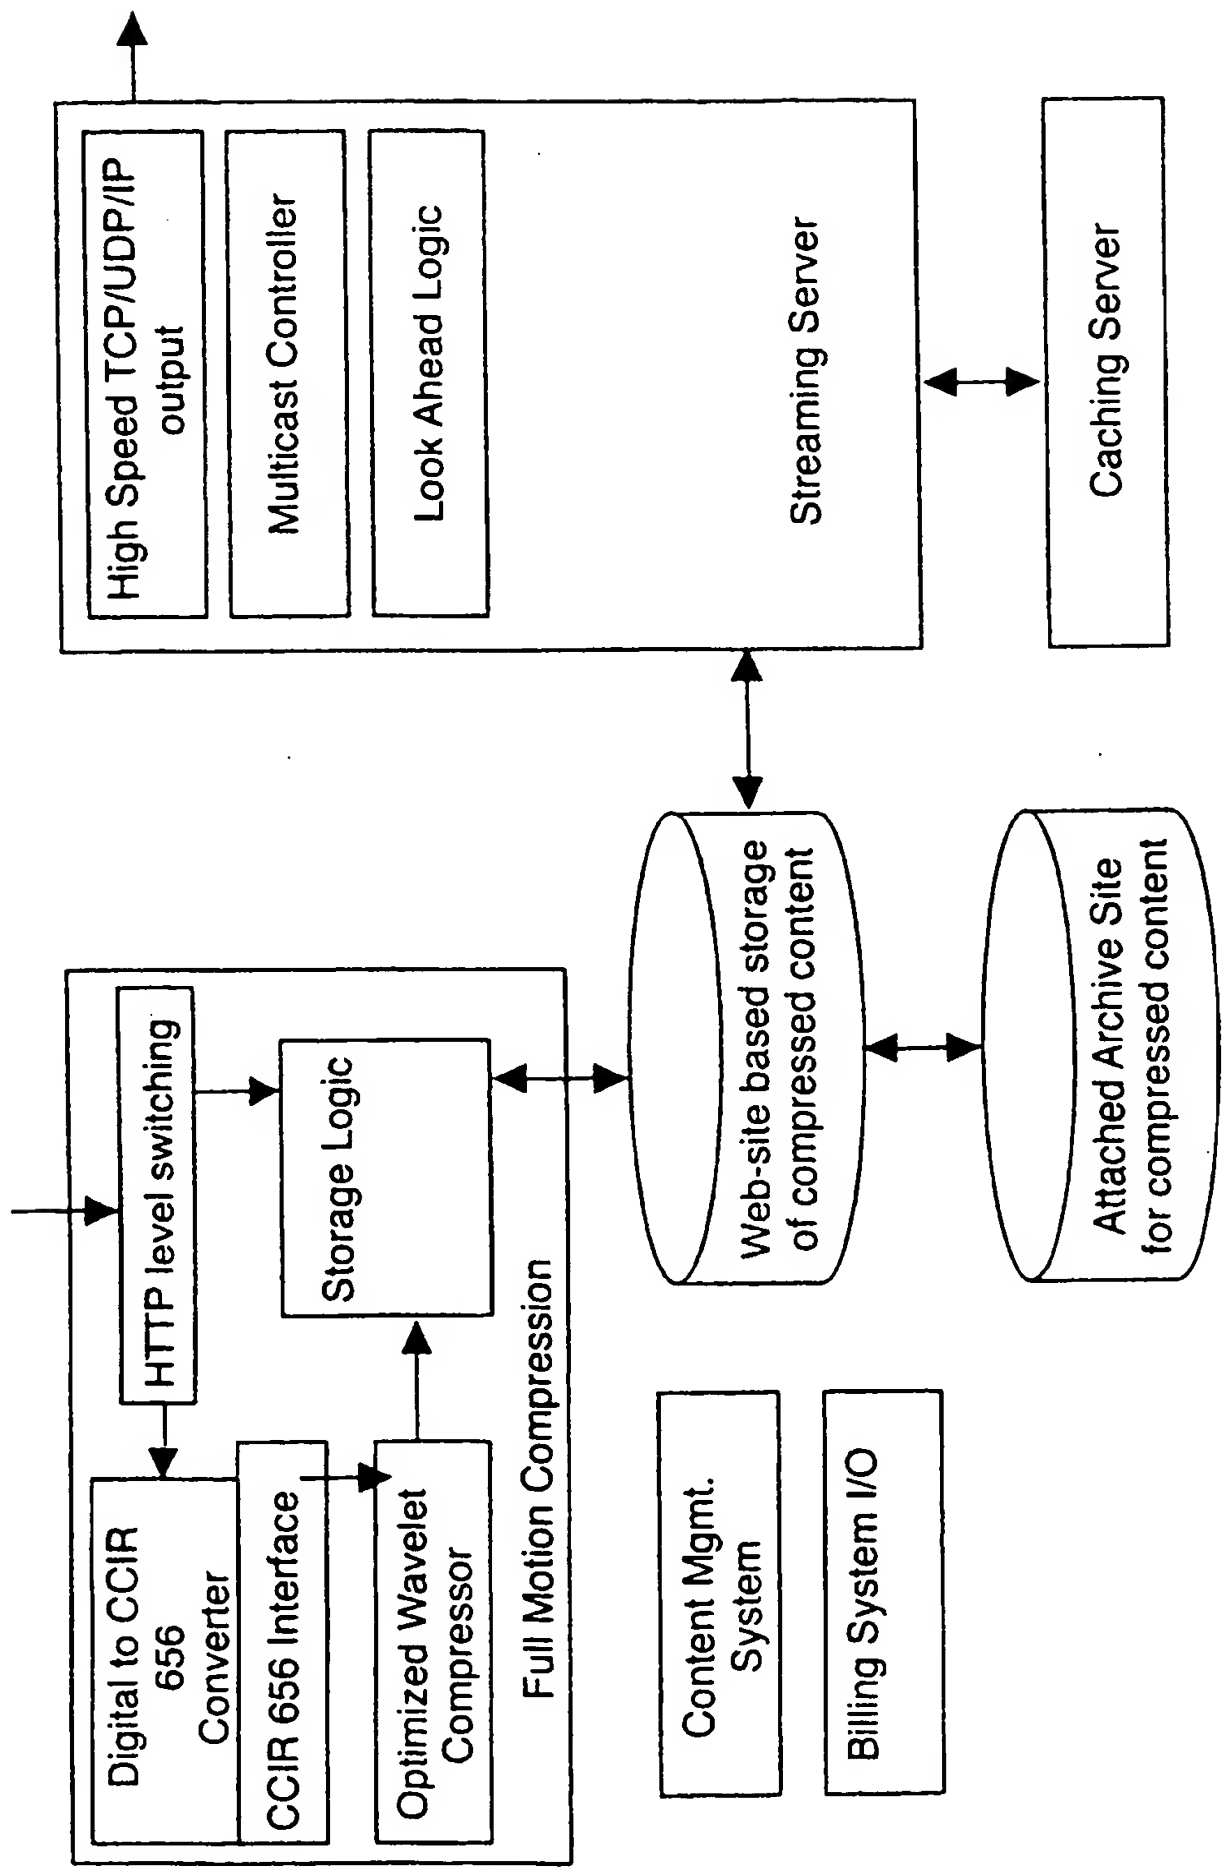 Digital to CCIR
656
Converter
CCIR 656 Interface
Optimized Wavelet
Compressor
HTTP level switching
Storage Logic
Full Motion Compression
Content Mgmt.
System
Billing System I/O
Web-site based storage
of compressed content
Attached Archive Site
for compressed content
High Speed TCP/UDP/IP
output
Multicast Controller
Look Ahead Logic
Streaming Server
Caching Server